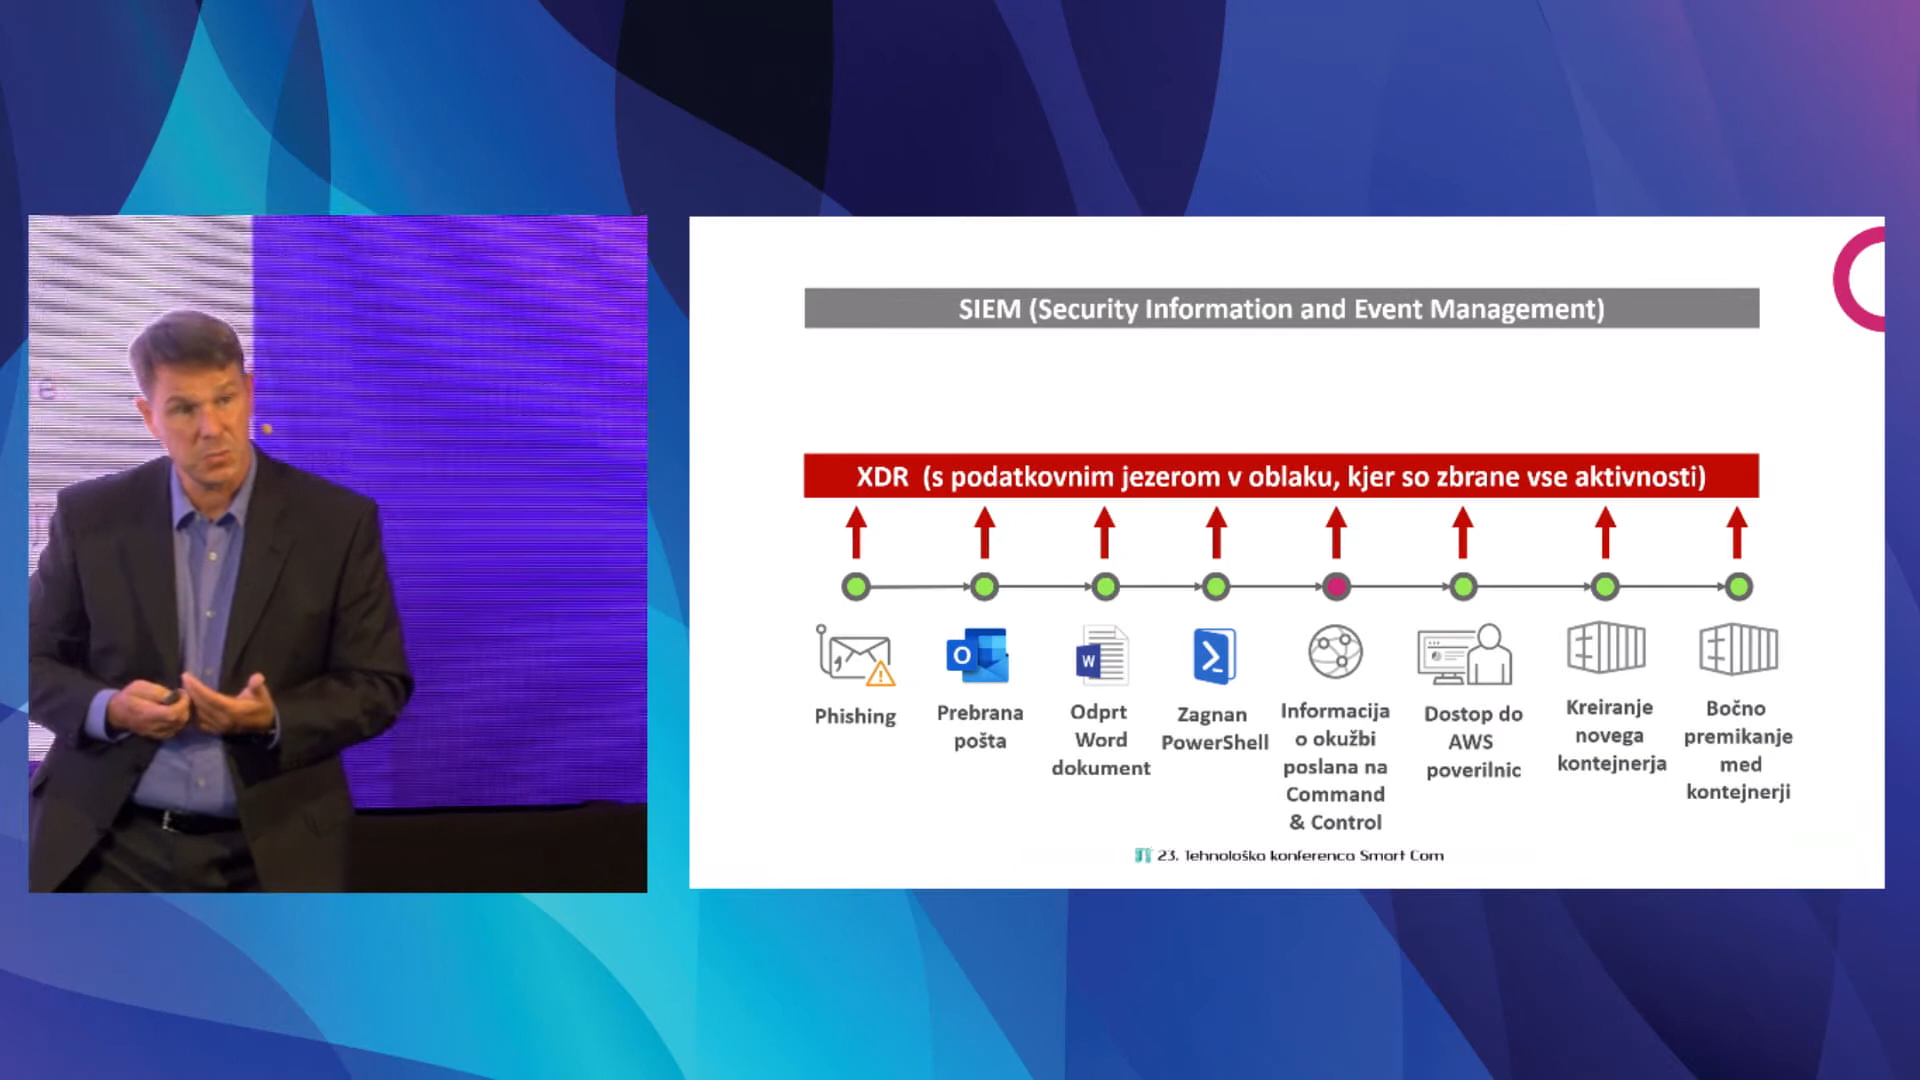 SIEM (Security Information and Event Management)
XDR (s podatkovnim jezerom v oblaku, kjer so zbrane vse aktivnosti)
Phishing
Prebrana
pošta
Odprt
Word
dokument
Zagnan
PowerShell
Informacija
o okužbi
poslana na
Command
& Control
Dostop do
AWS
poverilnic
Kreiranje
novega
kontejnerja
Bočno
premikanje
med
kontejnerji
O
W
23. Tehnološka konferenca Smart Com
e